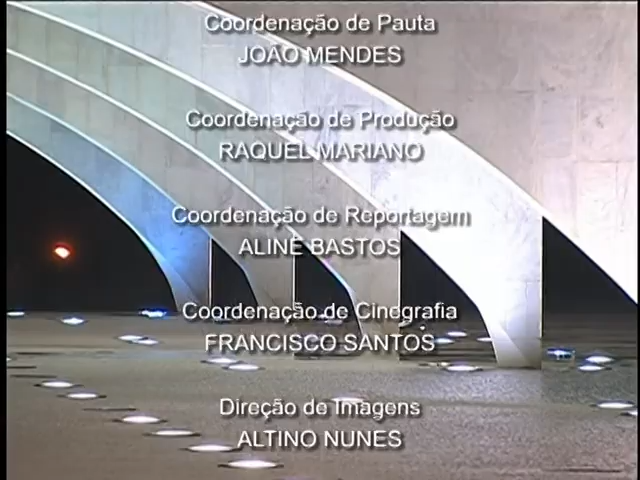 Coordenação de Pauta
JOÃO MENDES
Coordenação de Produção
RAQUEL MARIANO
Coordenação de Reportagem
ALINE BASTOS
Coordenação de Cinegrafia
FRANCISCO SANTOS
Direção de Imagens
ALTINO NUNES